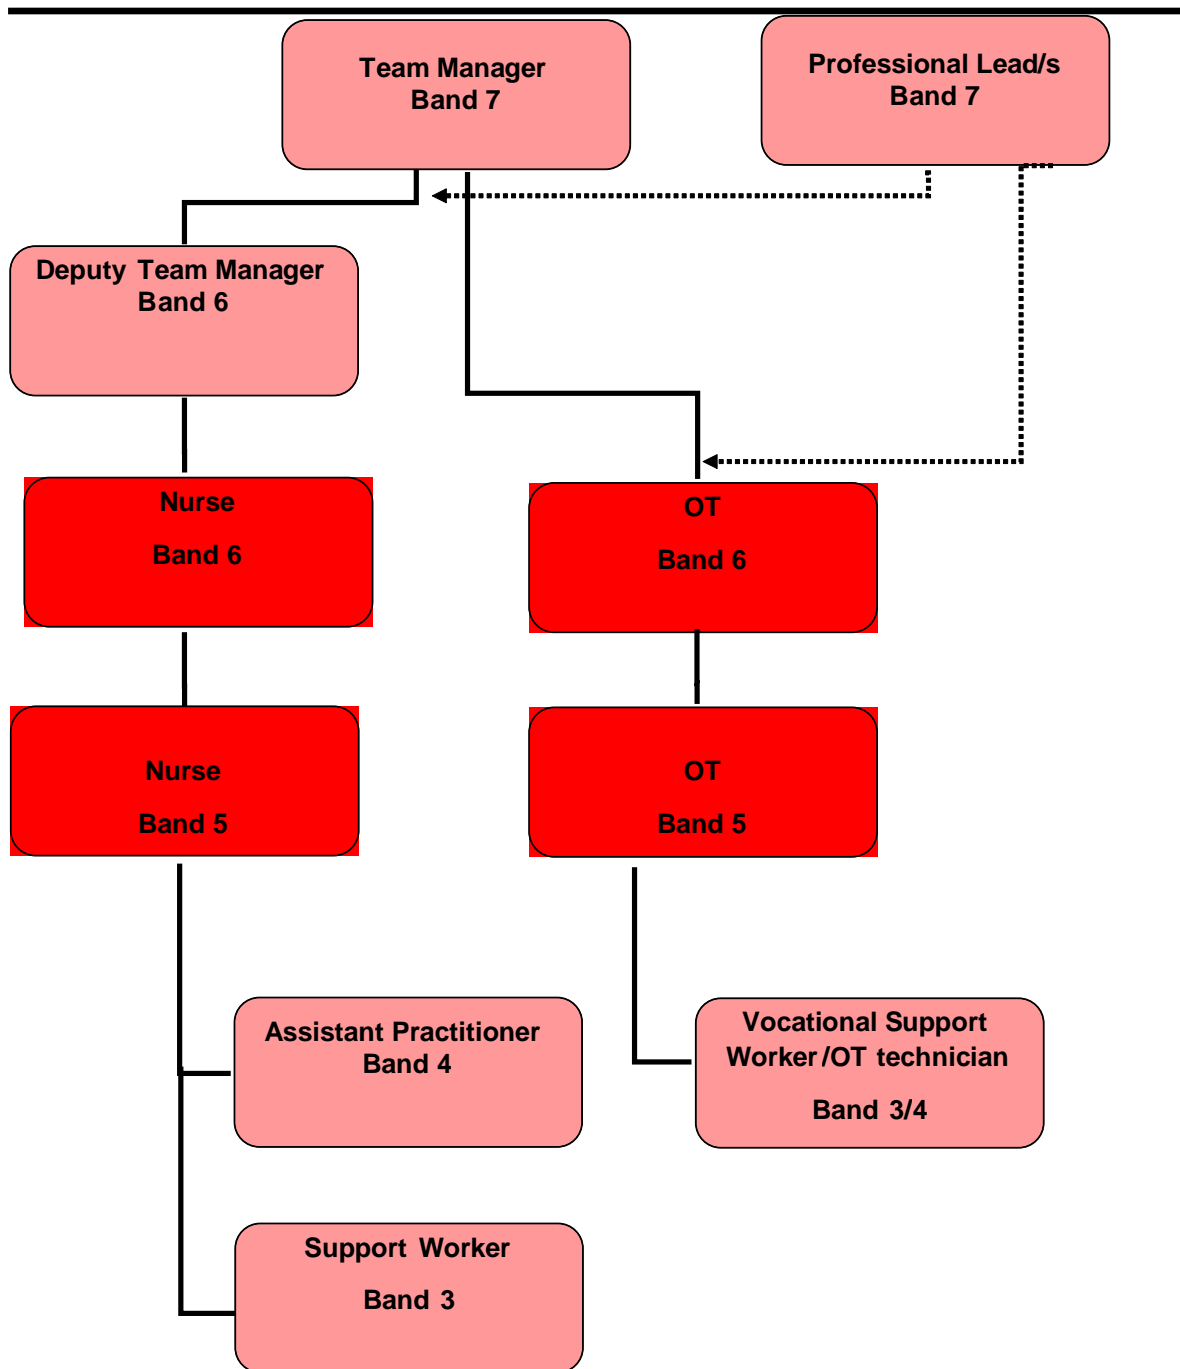 Team Manager
Band 7
Professional Lead/s
Band 7
Deputy Team Manager
Band 6
Nurse
Band 6
OT
Band 6
Nurse
Band 5
OT
Band 5
Assistant Practitioner
Band 4
Vocational Support
Worker/OT technician
Band 3/4
Support Worker
Band 3